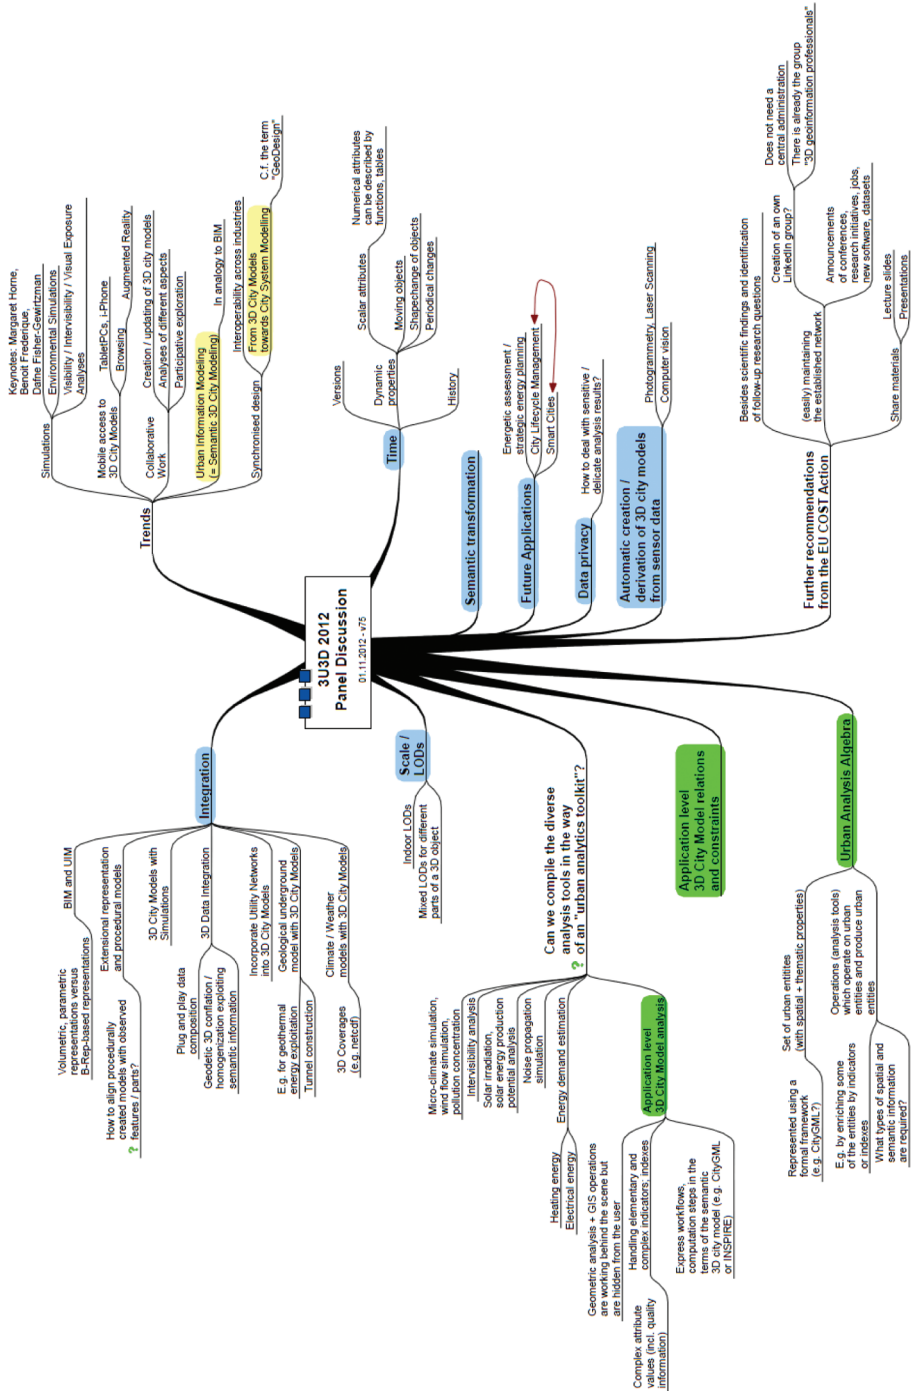 3U3D 2012
Panel Discussion
01.11.2012 - v75
Trends
Simulations
Keynotes: Margaret Horne,
Benoit Frederique,
Dafne Fisher-Gewirtzman
Environmental Simulations
Visibility / Intervisibility / Visual Exposure
Analyses
Mobile access to
3D City Models
TabletPCs, i-Phone
Browsing
Augmented Reality
Collaborative
Work
Creation / updating of 3D city models
Analyses of different aspects
Participative exploration
Urban Information Modeling
(= Semantic 3D City Modeling)
In analogy to BIM
Synchronised design
Interoperability across industries
From 3D City Models
towards City System Modelling
C.f. the term
"GeoDesign"
Time
Versions
Dynamic
properties
Scalar attributes
Numerical attributes
can be described by
functions, tables
Moving objects
Shapechange of objects
Periodical changes
History
Semantic transformation
Future Applications
Energetic assessment /
strategic energy planning
City Lifecycle Management
Smart Cities
Data privacy
How to deal with sensitive /
delicate analysis results?
Automatic creation /
derivation of 3D city models
from sensor data
Photogrammetry, Laser Scanning
Computer vision
Further recommendations
from the EU COST Action
Besides scientific findings and identification
of follow-up research questions
(easily) maintaining
the established network
Creation of an own
LinkedIn group?
Does not need a
central administration
There is already the group
"3D geoinformation professionals"
Announcements
of conferences,
research initiatives, jobs,
new software, datasets
Share materials
Lecture slides
Presentations
Integration
BIM and UIM
Volumetric, parametric
representations versus
B-Rep-based representations
Extensional representation
and procedural models
How to align procedurally
created models with observed
? features / parts?
3D City Models with
Simulations
3D Data Integration
Plug and play data
composition
Geodetic 3D conflation /
homogenization exploiting
semantic information
Incorporate Utility Networks
into 3D City Models
Geological underground
model with 3D City Models
E.g. for geothermal
energy exploitation
Tunnel construction
Climate / Weather
models with 3D City Models
3D Coverages
(e.g. netcdf)
Scale /
LODs
Indoor LODs
Mixed LODs for different
parts of a 3D object
Can we compile the diverse
analysis tools in the way
? of an "urban analytics toolkit"?
Micro-climate simulation,
wind flow simulation,
pollution concentration
Intervisibility analysis
Solar irradiation,
solar energy production
potential analysis
Noise propagation
simulation
Energy demand estimation
Heating energy
Electrical energy
Application level
3D City Model analysis
Geometric analysis + GIS operations
are working behind the scene but
are hidden from the user
Handling elementary and
complex indicators; indexes
Complex attribute
values (incl. quality
information)
Express workflows,
computation steps in the
terms of the semantic
3D city model (e.g. CityGML
or INSPIRE)
Application level
3D City Model relations
and constraints
Urban Analysis Algebra
Set of urban entitites
(with spatial + thematic properties)
Represented using a
formal framework
(e.g. CityGML?)
Operations (analysis tools)
which operate on urban
entities and produce urban
entities
E.g. by enriching some
of the entities by indicators
or indexes
What types of spatial and
semantic information
are required?